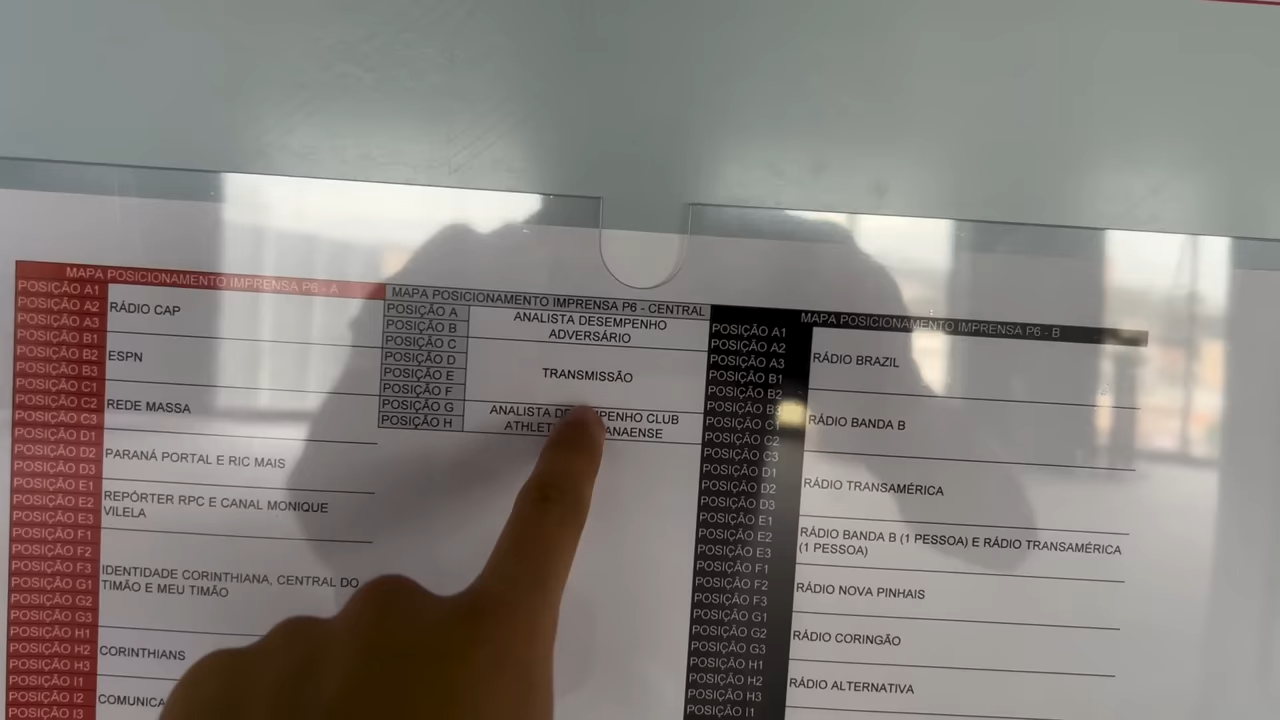 MAPA POSICIONAMENTO IMPRENSA P6 - A
POSIÇÃO A1
POSIÇÃO A2
POSIÇÃO A3
RÁDIO CAP
POSIÇÃO B1
POSIÇÃO B2
POSIÇÃO B3
ESPN
POSIÇÃO C1
POSIÇÃO C2
POSIÇÃO C3
REDE MASSA
POSIÇÃO D1
POSIÇÃO D2
POSIÇÃO D3
PARANÁ PORTAL E RIC MAIS
POSIÇÃO E1
POSIÇÃO E2
POSIÇÃO E3
REPÓRTER RPC E CANAL MONIQUE
VILELA
POSIÇÃO F1
POSIÇÃO F2
POSIÇÃO F3
POSIÇÃO G1
POSIÇÃO G2
POSIÇÃO G3
IDENTIDADE CORINTHIANA, CENTRAL DO
TIMÃO E MEU TIMÃO
POSIÇÃO H1
POSIÇÃO H2
POSIÇÃO H3
CORINTHIANS
POSIÇÃO I1
POSIÇÃO I2
POSIÇÃO I3
MAPA POSICIONAMENTO IMPRENSA P6 - CENTRAL
POSIÇÃO A
POSIÇÃO B
POSIÇÃO C
POSIÇÃO D
POSIÇÃO E
POSIÇÃO F
POSIÇÃO G
POSIÇÃO H
ANALISTA DESEMPENHO
ADVERSÁRIO
TRANSMISSÃO
ANALISTA DESEMPENHO CLUB
MAPA POSICIONAMENTO IMPRENSA P6 - B
POSIÇÃO A1
POSIÇÃO A2
POSIÇÃO A3
RÁDIO BRAZIL
POSIÇÃO B1
POSIÇÃO B2
POSIÇÃO B3
POSIÇÃO C1
POSIÇÃO C2
POSIÇÃO C3
RÁDIO BANDA B
POSIÇÃO D1
POSIÇÃO D2
POSIÇÃO D3
RÁDIO TRANSAMÉRICA
POSIÇÃO E1
POSIÇÃO E2
POSIÇÃO E3
RÁDIO BANDA B (1 PESSOA) E RÁDIO TRANSAMÉRICA
(1 PESSOA)
POSIÇÃO F1
POSIÇÃO F2
POSIÇÃO F3
RÁDIO NOVA PINHAIS
POSIÇÃO G1
POSIÇÃO G2
POSIÇÃO G3
RÁDIO CORINGÃO
POSIÇÃO H1
POSIÇÃO H2
POSIÇÃO H3
RÁDIO ALTERNATIVA
POSIÇÃO I1